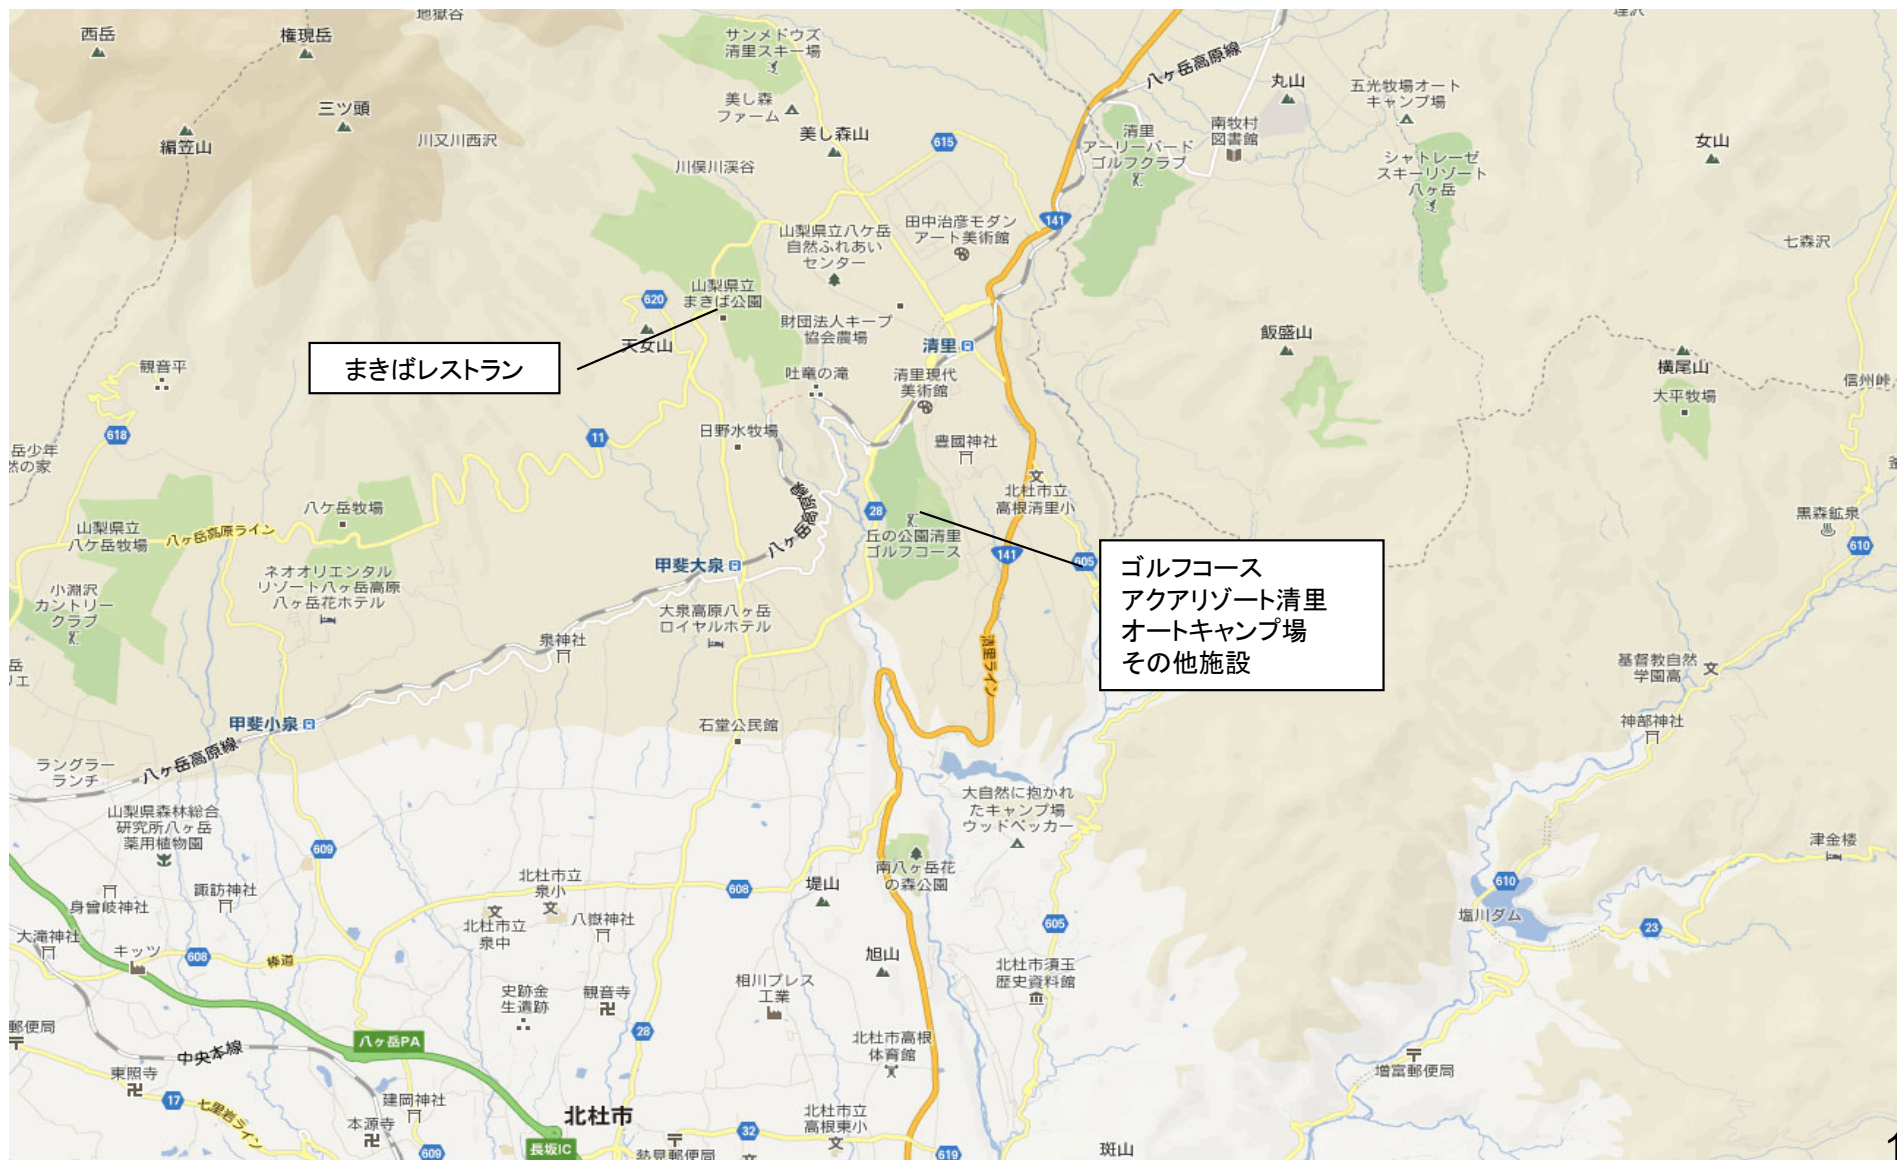 地獄谷
西岳
権現岳
サンメドウズ
清里スキー場
八ヶ岳高原線
丸山
五光牧場オート
キャンプ場
三ツ頭
編笠山
川又川西沢
美し森
ファーム
美し森山
615
清里
アーリーバード
ゴルフクラブ
南牧村
図書館
シャトレーゼ
スキーリゾート
八ヶ岳
女山
川俣川渓谷
141
山梨県立八ケ岳
自然ふれあい
センター
田中治彦モダン
アート美術館
七森沢
山梨県立
まきば公園
620
天女山
財団法人キープ
協会農場
清里
飯盛山
横尾山
信州峠
大平牧場
まきばレストラン
観音平
吐竜の滝
清里現代
美術館
618
11
日野水牧場
豊國神社
岳少年
然の家
北杜市立
高根清里小
八ケ岳牧場
山梨県立
八ケ岳牧場
八ヶ岳高原ライン
八ヶ岳高原線
28
丘の公園清里
ゴルフコース
141
605
黒森鉱泉
610
甲斐大泉
ゴルフコース
アクアリゾート清里
オートキャンプ場
その他施設
小淵沢
カントリー
クラブ
ネオオリエンタル
リゾート八ヶ岳高原
八ヶ岳花ホテル
大泉高原八ヶ岳
ロイヤルホテル
泉神社
清里ライン
基督教自然
学園高
岳
リエ
甲斐小泉
石堂公民館
神部神社
八ヶ岳高原線
ラングラー
ランチ
大自然に抱かれ
たキャンプ場
ウッドペッカー
山梨県森林総合
研究所八ヶ岳
薬用植物園
609
津金楼
南八ヶ岳花
の森公園
諏訪神社
身曾岐神社
北杜市立
泉小
608
堤山
610
塩川ダム
23
北杜市立
泉中
八嶽神社
605
大滝神社
キッツ
608
棒道
旭山
北杜市須玉
歴史資料館
相川プレス
工業
史跡金
生遺跡
観音寺
28
郵便局
八ヶ岳PA
中央本線
北杜市高根
体育館
増富郵便局
東照寺
17
七里岩ライン
建岡神社
本源寺
北杜市
北杜市立
高根東小
32
609
長坂IC
619
斑山
1